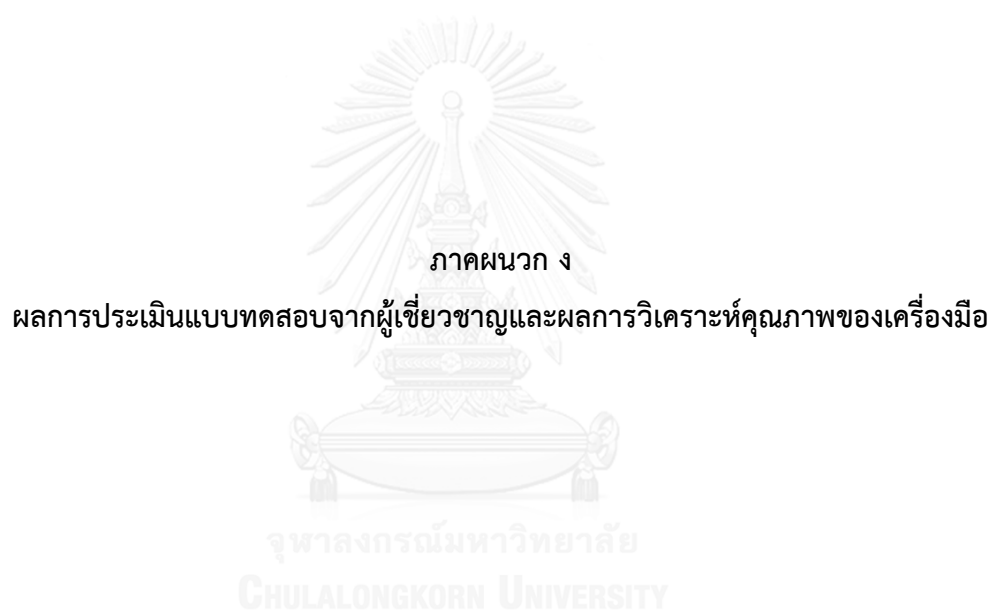 ภาคผนวก ง
ผลการประเมินแบบทดสอบจากผู้เชี่ยวชาญและผลการวิเคราะห์คุณภาพของเครื่องมือ
จุฬาลงกรณ์มหาวิทยาลัย
CHULALONGKORN UNIVERSITY